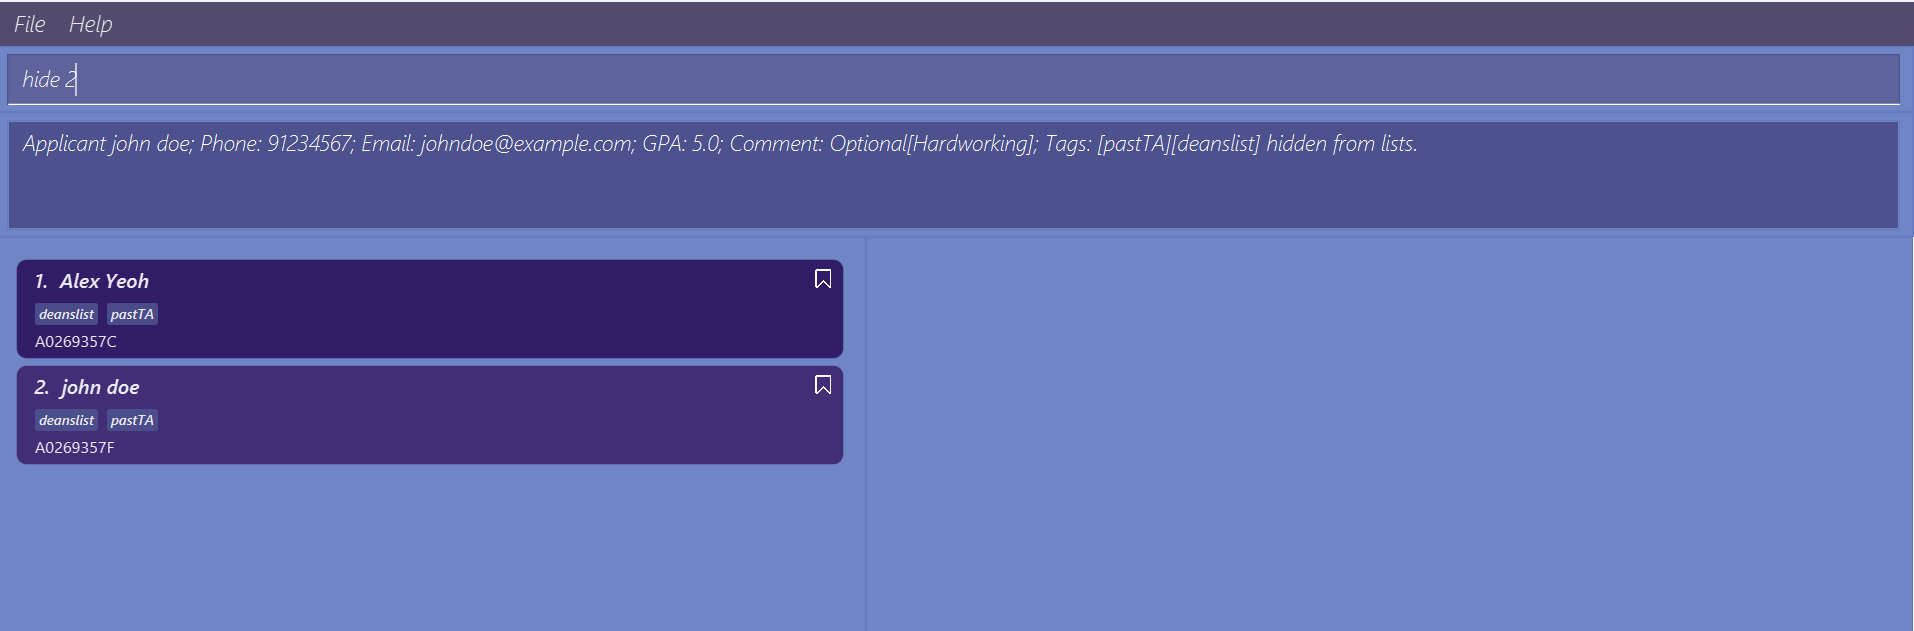 File Help
hide 2
Applicant john doe; Phone: 91234567; Email: johndoe@example.com; GPA: 5.0; Comment: Optional[Hardworking]; Tags: [pastTA][deanslist] hidden from lists.
1. Alex Yeoh
deanslist pastTA
A0269357C
2. john doe
deanslist pastTA
A0269357F